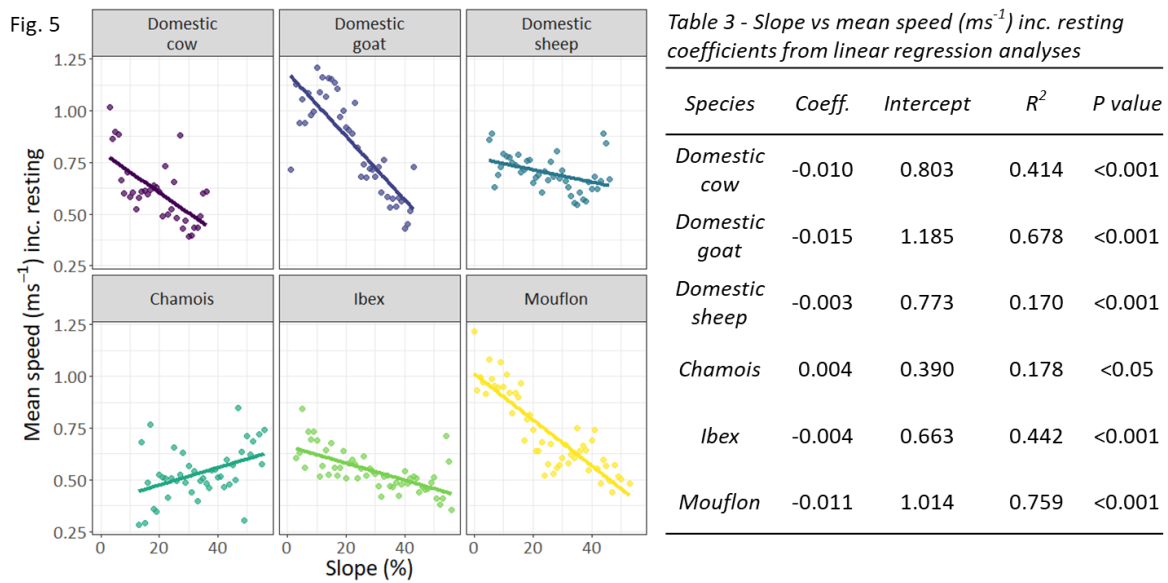 Fig. 5
Domestic
cow
Domestic
goat
Domestic
sheep
1.25
1.00
0.75
0.50
0.25
Chamois
Ibex
Mouflon
1.25
1.00
0.75
0.50
0.25
0 20 40
0 20 40
0 20 40
Mean speed (ms⁻¹) inc. resting
Slope (%)
Table 3 - Slope vs mean speed (ms⁻¹) inc. resting
coefficients from linear regression analyses
Species Coeff. Intercept R² P value
Domestic
cow -0.010 0.803 0.414 <0.001
Domestic
goat -0.015 1.185 0.678 <0.001
Domestic
sheep -0.003 0.773 0.170 <0.001
Chamois 0.004 0.390 0.178 <0.05
Ibex -0.004 0.663 0.442 <0.001
Mouflon -0.011 1.014 0.759 <0.001